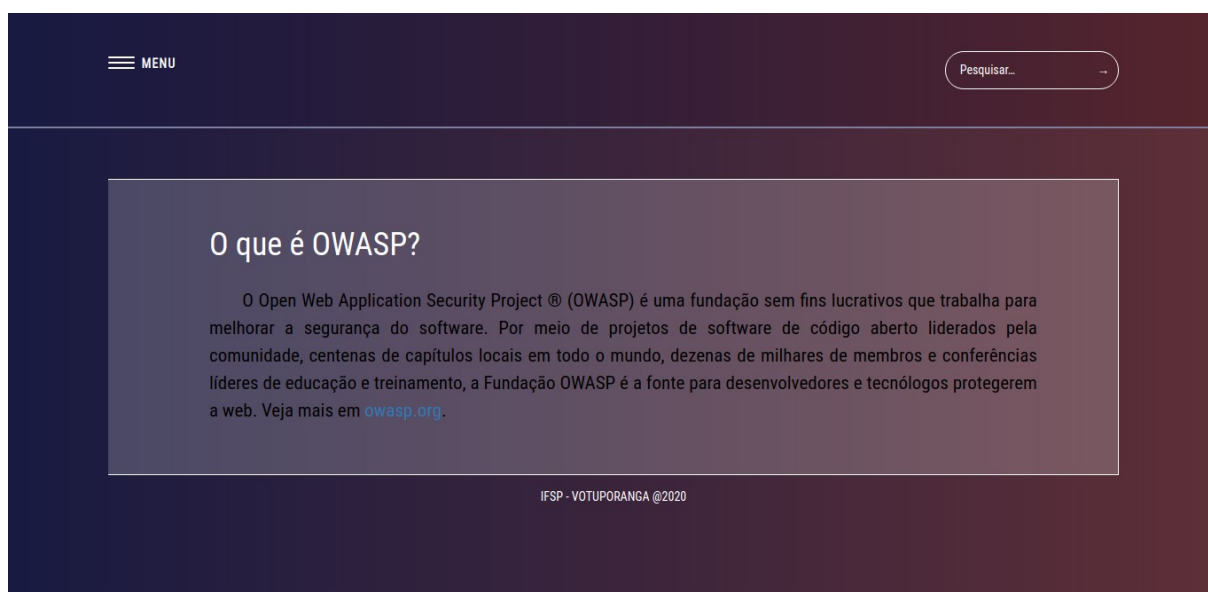 MENU
Pesquisar... →
O que é OWASP?
O Open Web Application Security Project ® (OWASP) é uma fundação sem fins lucrativos que trabalha para
melhorar a segurança do software. Por meio de projetos de software de código aberto liderados pela
comunidade, centenas de capítulos locais em todo o mundo, dezenas de milhares de membros e conferências
líderes de educação e treinamento, a Fundação OWASP é a fonte para desenvolvedores e tecnólogos protegerem
a web. Veja mais em owasp.org.
IFSP - VOTUPORANGA @2020